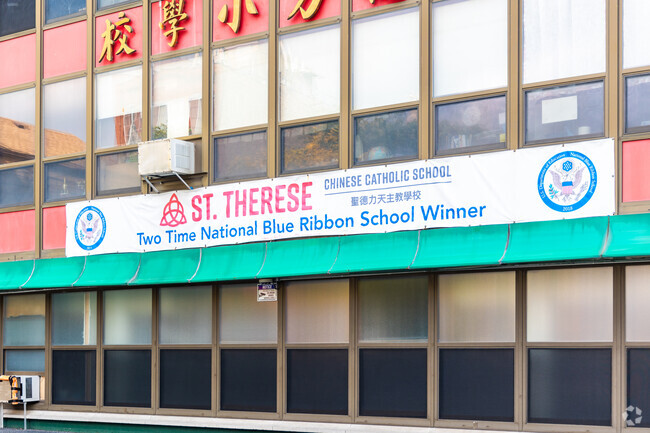 校學小方
ST. THERESE
CHINESE CATHOLIC SCHOOL
聖德力天主教學校
Two Time National Blue Ribbon School Winner